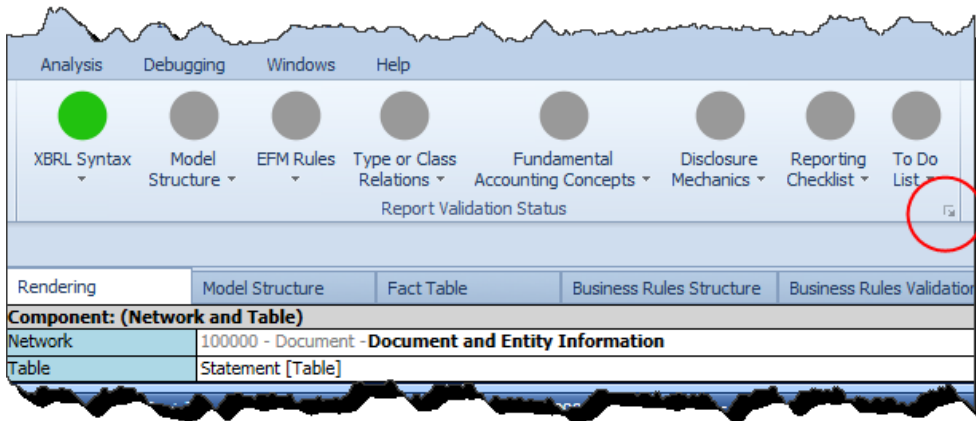 Analysis Debugging Windows Help
XBRL Syntax Model Structure EFM Rules Type or Class Relations Fundamental Accounting Concepts Disclosure Mechanics Reporting Checklist To Do List
Report Validation Status
Rendering Model Structure Fact Table Business Rules Structure Business Rules Validation
Component: (Network and Table)
Network 100000 - Document - Document and Entity Information
Table Statement [Table]